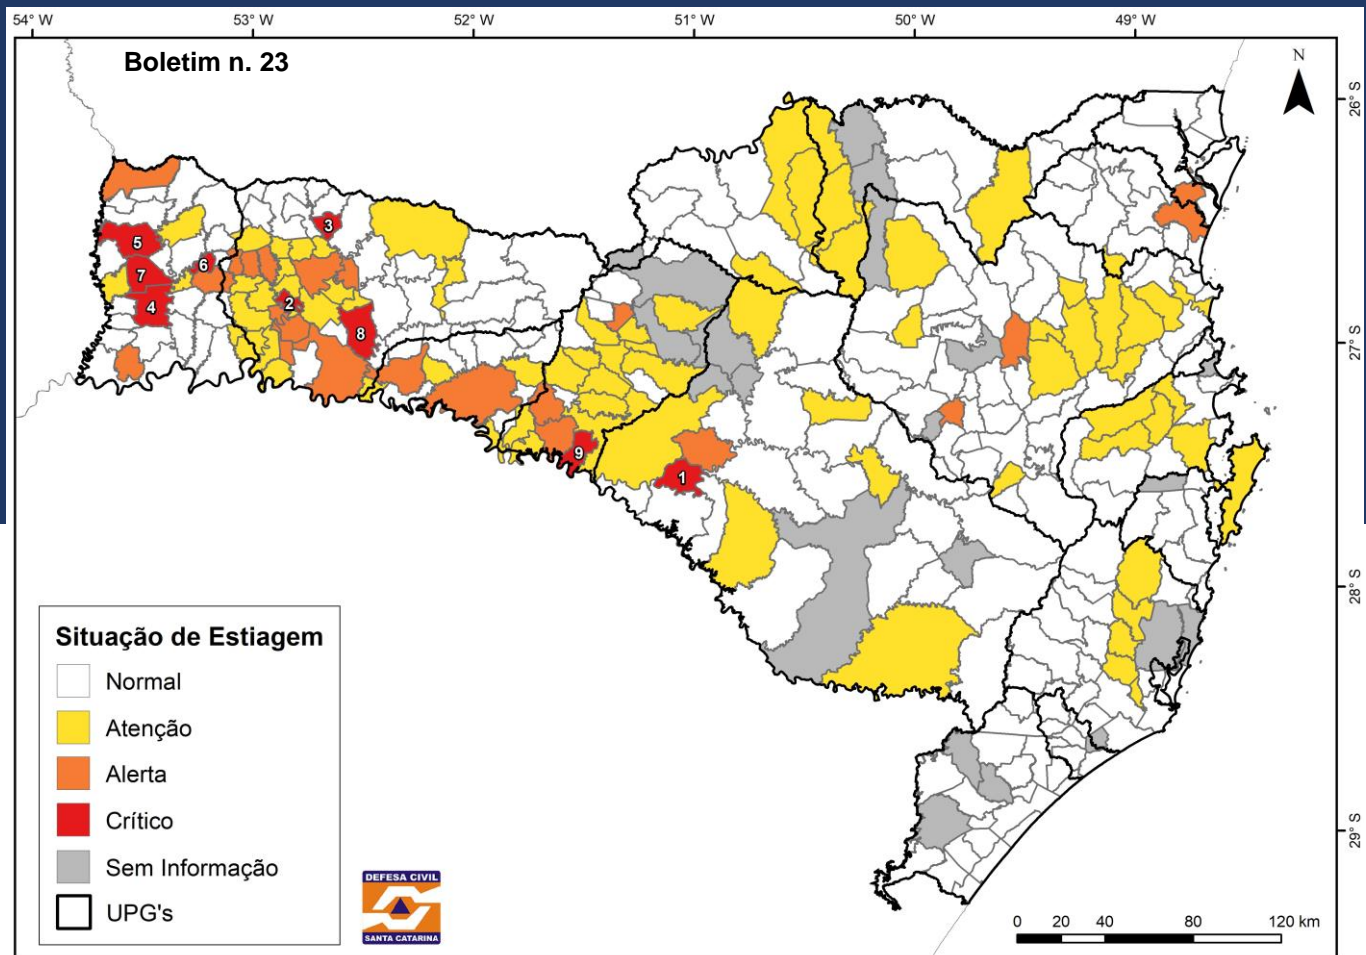 54° W
53° W
52° W
51° W
50° W
49° W
Boletim n. 23
N
26° S
3
5
6
7
2
4
8
27° S
9
1
28° S
Situação de Estiagem
Normal
Atenção
Alerta
Crítico
Sem Informação
UPG's
DEFESA CIVIL
SANTA CATARINA
29° S
0 20 40 80 120 km